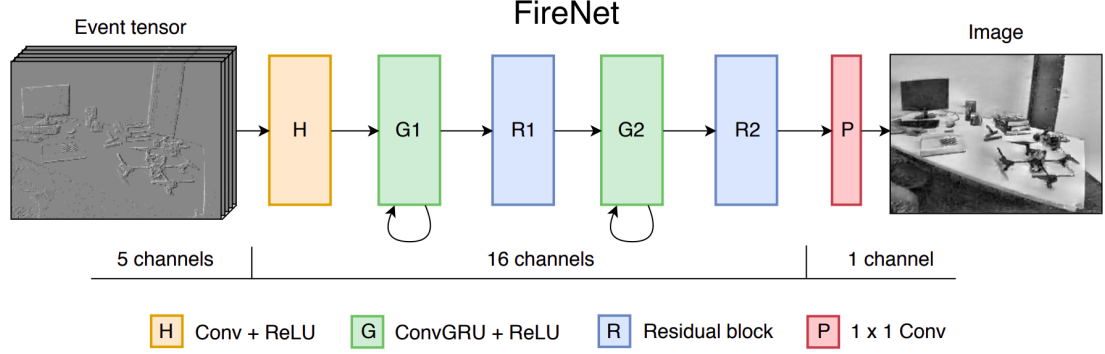 FireNet
Event tensor
Image
H
G1
R1
G2
R2
P
5 channels
16 channels
1 channel
H Conv + ReLU
G ConvGRU + ReLU
R Residual block
P 1 x 1 Conv